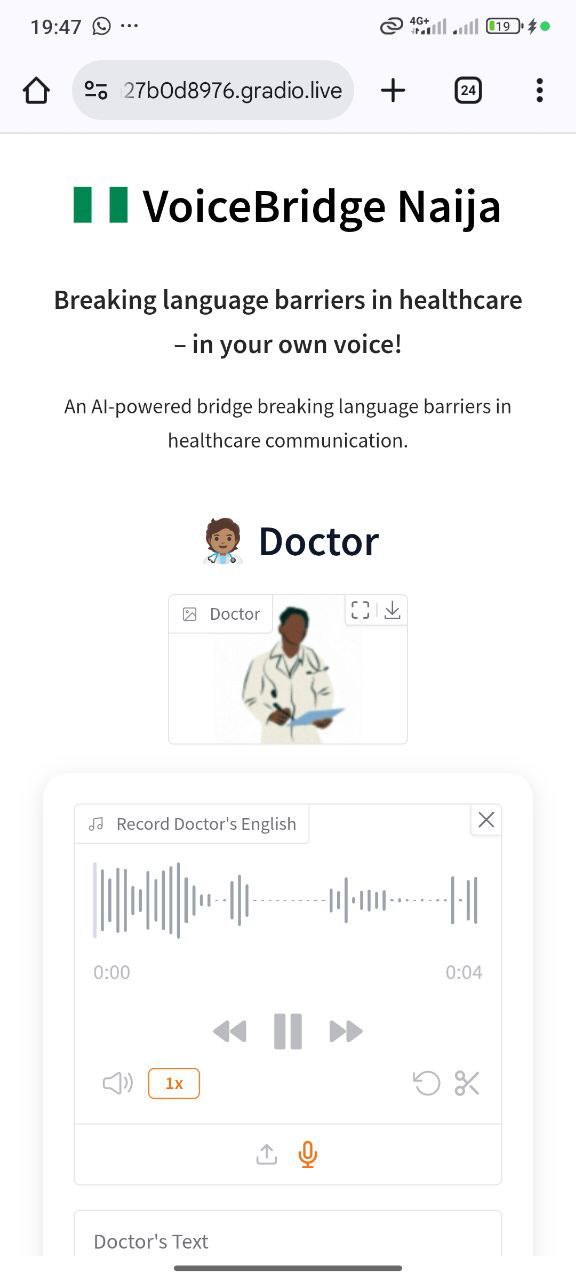 19:47
4G+
19
27b0d8976.gradio.live
24
VoiceBridge Naija
Breaking language barriers in healthcare
– in your own voice!
An AI-powered bridge breaking language barriers in
healthcare communication.
Doctor
Doctor
Record Doctor's English
0:00
0:04
1x
Doctor's Text